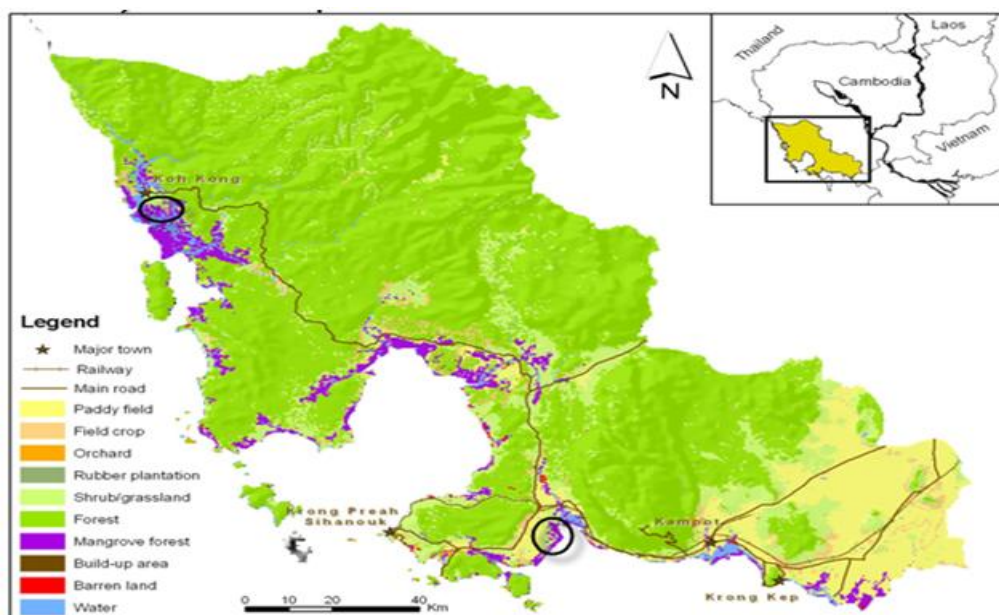 Thailand
Laos
Cambodia
Vietnam
N
Koh Kong
Legend
Major town
Railway
Main road
Paddy field
Field crop
Orchard
Rubber plantation
Shrub/grassland
Forest
Mangrove forest
Build-up area
Barren land
Water
Krong Preah
Sihanouk
Kampot
Krong Kep
0 10 20 40
Km